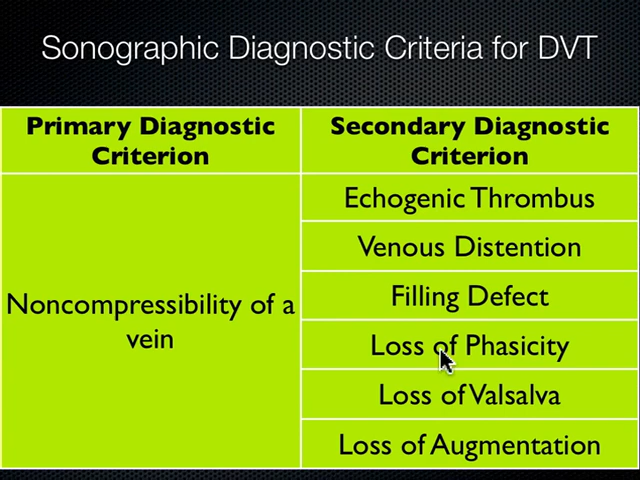 Sonographic Diagnostic Criteria for DVT
Primary Diagnostic
Criterion
Secondary Diagnostic
Criterion
Noncompressibility of a
vein
Echogenic Thrombus
Venous Distention
Filling Defect
Loss of Phasicity
Loss of Valsalva
Loss of Augmentation